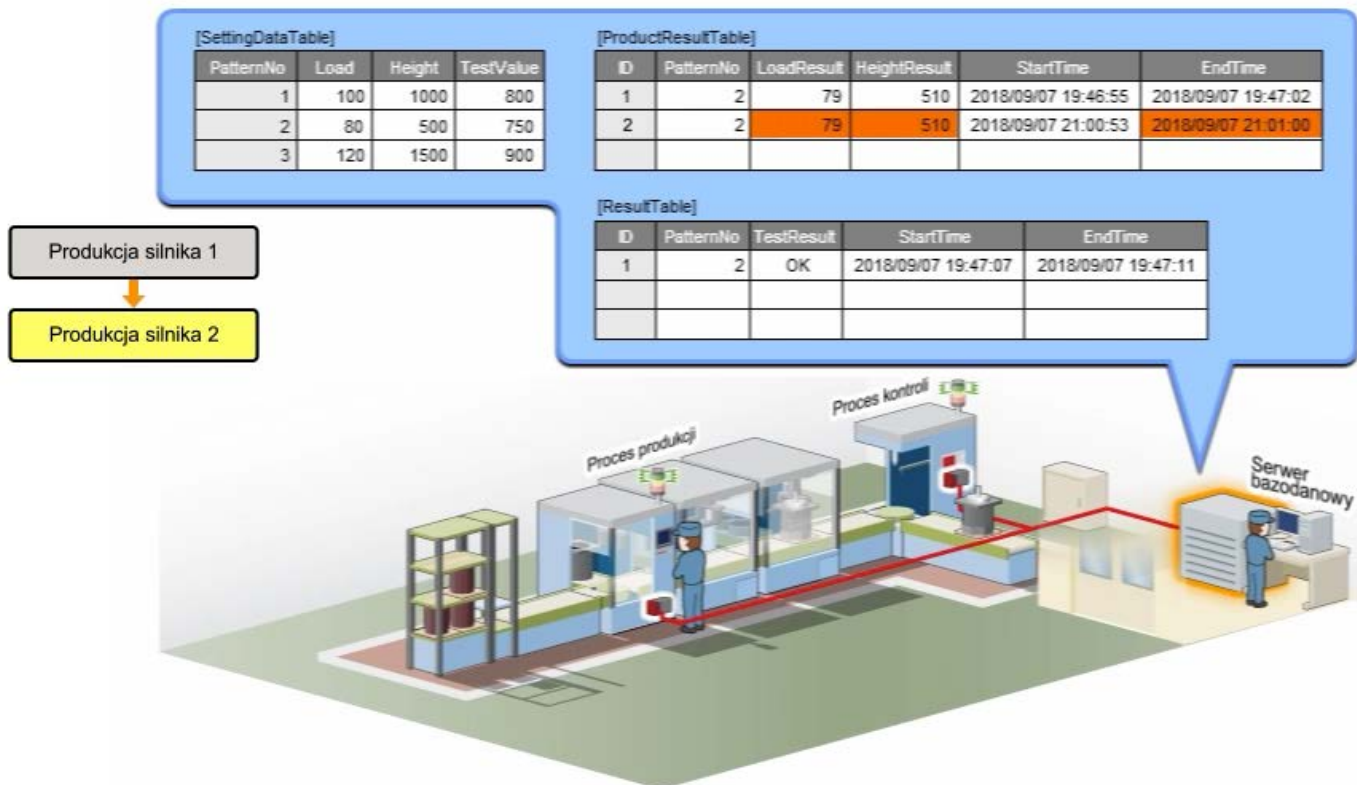 [SettingDataTable]
PatternNo Load Height TestValue
1 100 1000 800
2 80 500 750
3 120 1500 900
[ProductResultTable]
ID PatternNo LoadResult HeightResult StartTime EndTime
1 2 79 510 2018/09/07 19:46:55 2018/09/07 19:47:02
2 2 79 510 2018/09/07 21:00:53 2018/09/07 21:01:00
[ResultTable]
ID PatternNo TestResult StartTime EndTime
1 2 OK 2018/09/07 19:47:07 2018/09/07 19:47:11
Produkcja silnika 1
Produkcja silnika 2
Proces produkcji
Proces kontroli
Serwer
bazodanowy